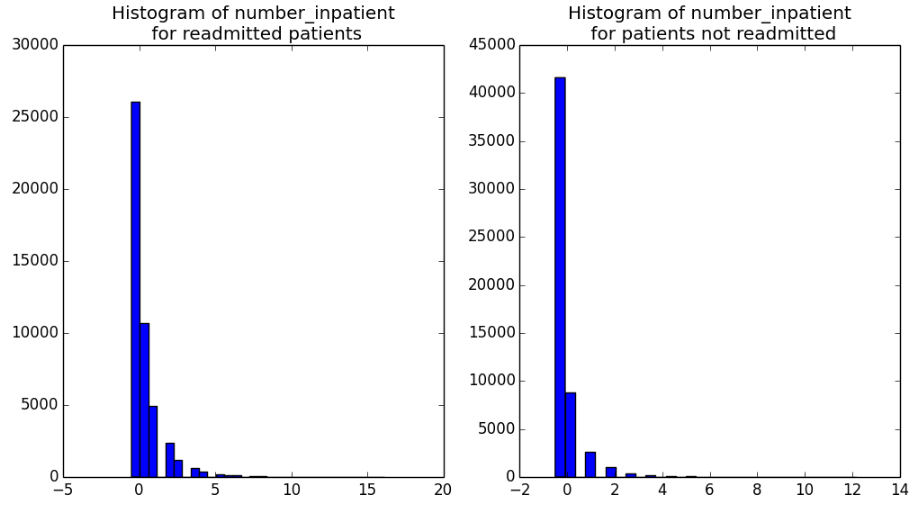 Histogram of number_inpatient
for readmitted patients
30000
25000
20000
15000
10000
5000
0
−5 0 5 10 15 20
Histogram of number_inpatient
for patients not readmitted
45000
40000
35000
30000
25000
20000
15000
10000
5000
0
−2 0 2 4 6 8 10 12 14